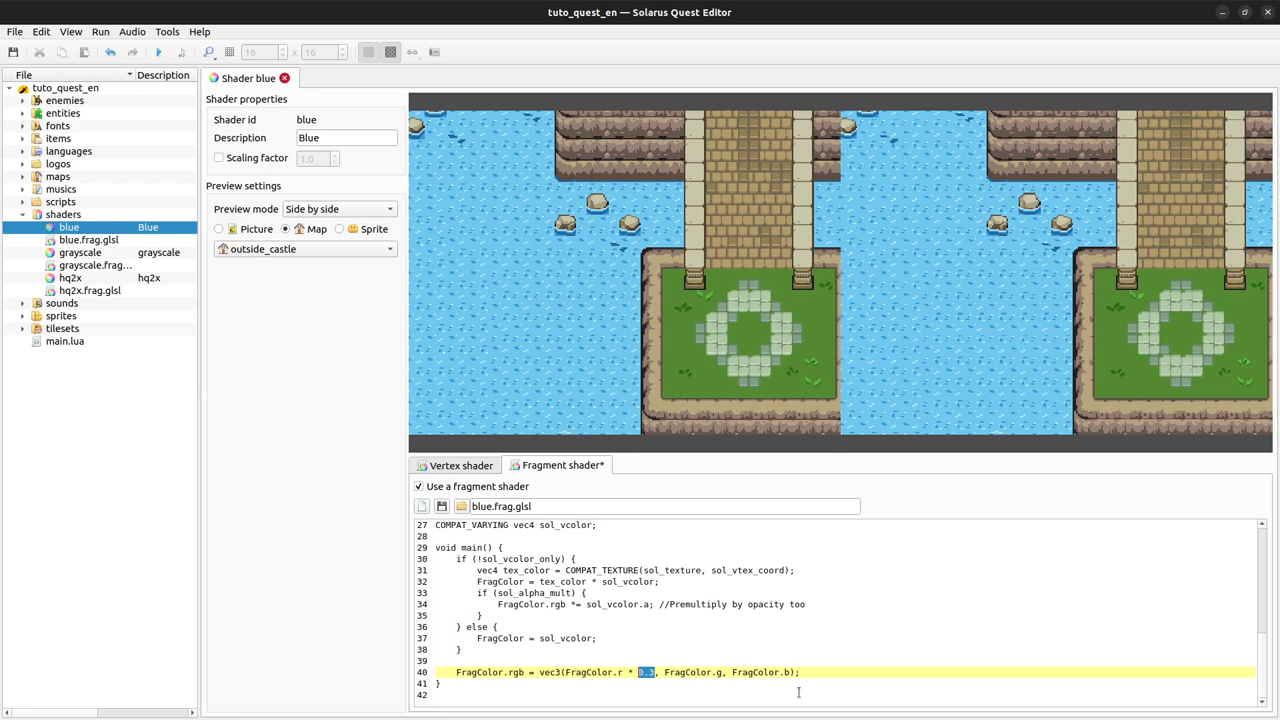 tuto_quest_en — Solarus Quest Editor
File Edit View Run Audio Tools Help
16 x 16
File Description
tuto_quest_en
enemies
entities
fonts
items
languages
logos
maps
musics
scripts
shaders
blue Blue
blue.frag.glsl
grayscale grayscale
grayscale.frag...
hq2x hq2x
hq2x.frag.glsl
sounds
sprites
tilesets
main.lua
Shader blue
Shader properties
Shader id blue
Description Blue
Scaling factor 1.0
Preview settings
Preview mode Side by side
Picture Map Sprite
outside_castle
Vertex shader Fragment shader*
Use a fragment shader
blue.frag.glsl
27 COMPAT_VARYING vec4 sol_vcolor;
28
29 void main() {
30 if (!sol_vcolor_only) {
31 vec4 tex_color = COMPAT_TEXTURE(sol_texture, sol_vtex_coord);
32 FragColor = tex_color * sol_vcolor;
33 if (sol_alpha_mult) {
34 FragColor.rgb *= sol_vcolor.a; //Premultiply by opacity too
35 }
36 } else {
37 FragColor = sol_vcolor;
38 }
39
40 FragColor.rgb = vec3(FragColor.r * 0.3, FragColor.g, FragColor.b);
41 }
42